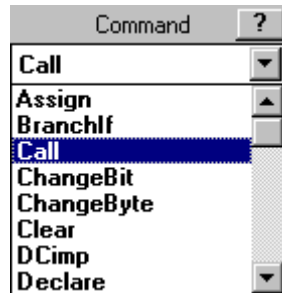 Command ?
Call
Assign
BranchIf
Call
ChangeBit
ChangeByte
Clear
DCimp
Declare